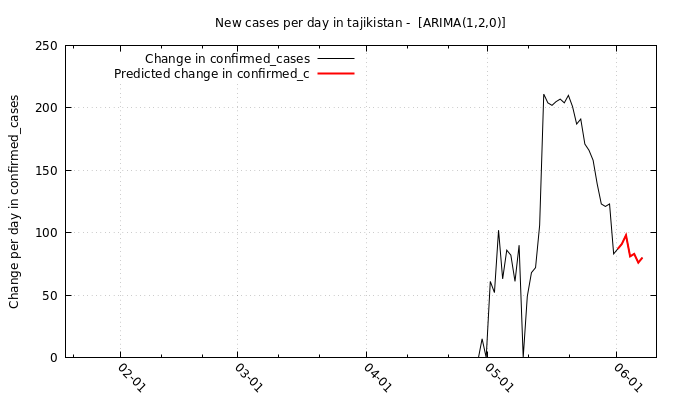 New cases per day in tajikistan -  [ARIMA(1,2,0)]
Change in confirmed_cases
Predicted change in confirmed_c
Change per day in confirmed_cases
250
200
150
100
50
0
02-01
03-01
04-01
05-01
06-01